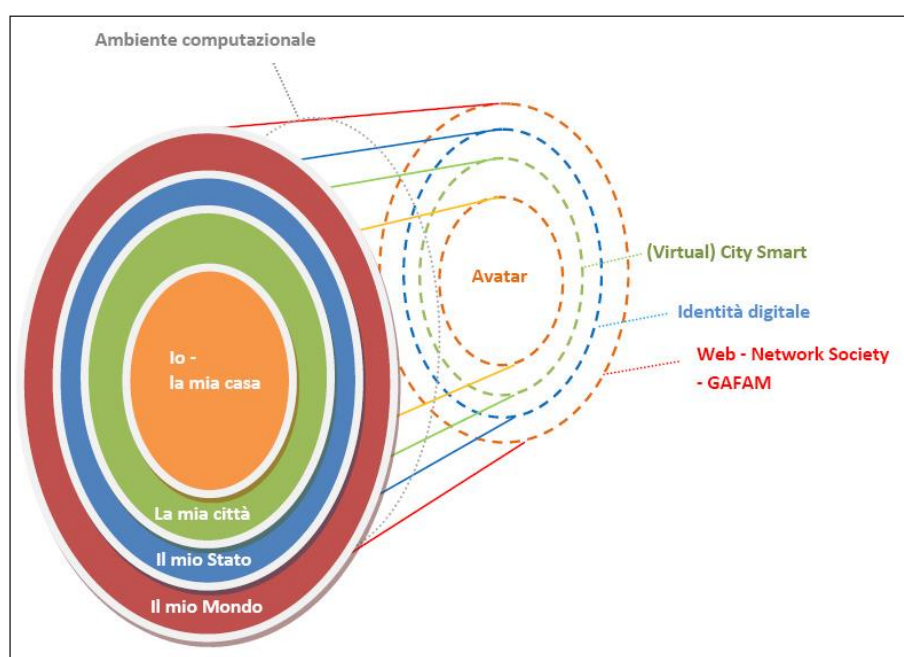 Ambiente computazionale
(Virtual) City Smart
Avatar
Identità digitale
Web - Network Society
- GAFAM
Io -
la mia casa
La mia città
Il mio Stato
Il mio Mondo